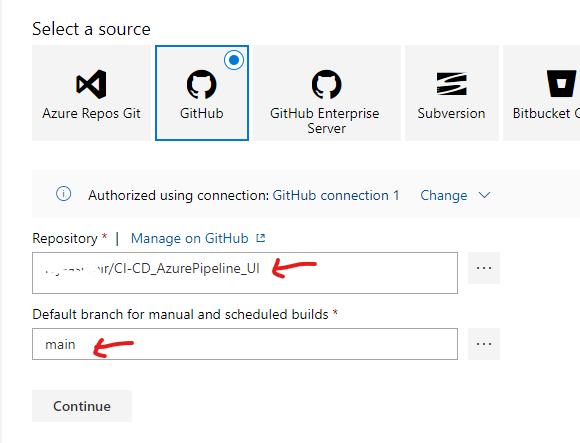 Select a source
Azure Repos Git
GitHub
GitHub Enterprise Server
Subversion
Bitbucket
Authorized using connection: GitHub connection 1 Change
Repository * | Manage on GitHub
/CI-CD_AzurePipeline_UI
...
Default branch for manual and scheduled builds *
main
...
Continue